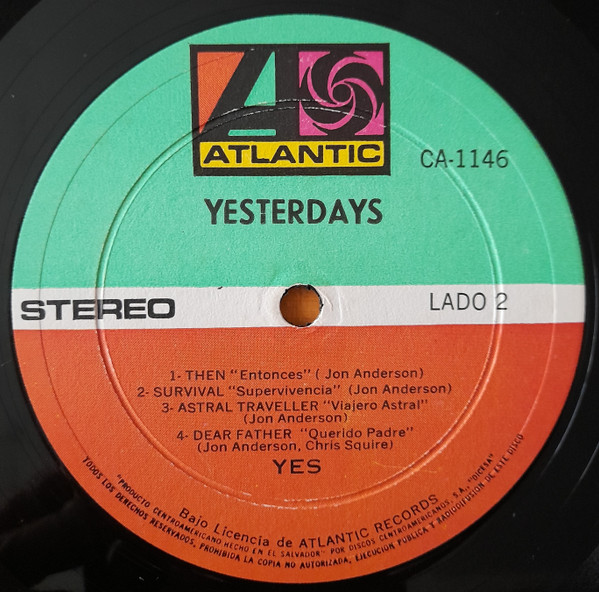 ATLANTIC
CA-1146
YESTERDAYS
STEREO
LADO 2
1- THEN "Entonces" ( Jon Anderson)
2- SURVIVAL "Supervivencia" (Jon Anderson)
3- ASTRAL TRAVELLER "Viajero Astral"
(Jon Anderson)
4- DEAR FATHER "Querido Padre"
(Jon Anderson, Chris Squire)
YES
Bajo Licencia de ATLANTIC RECORDS
"PRODUCTO CENTROAMERICANO HECHO EN EL SALVADOR" POR DISCOS CENTROAMERICANOS, S.A., "DICESA"
TODOS LOS DERECHOS RESERVADOS, PROHIBIDA LA COPIA NO AUTORIZADA, EJECUCION PUBLICA Y RADIODIFUSION DE ESTE DISCO